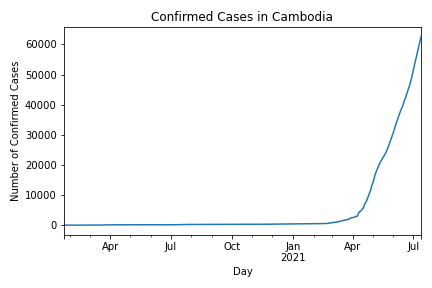 Confirmed Cases in Cambodia
60000
50000
40000
30000
20000
10000
0
Number of Confirmed Cases
Apr Jul Oct Jan Apr Jul
2021
Day